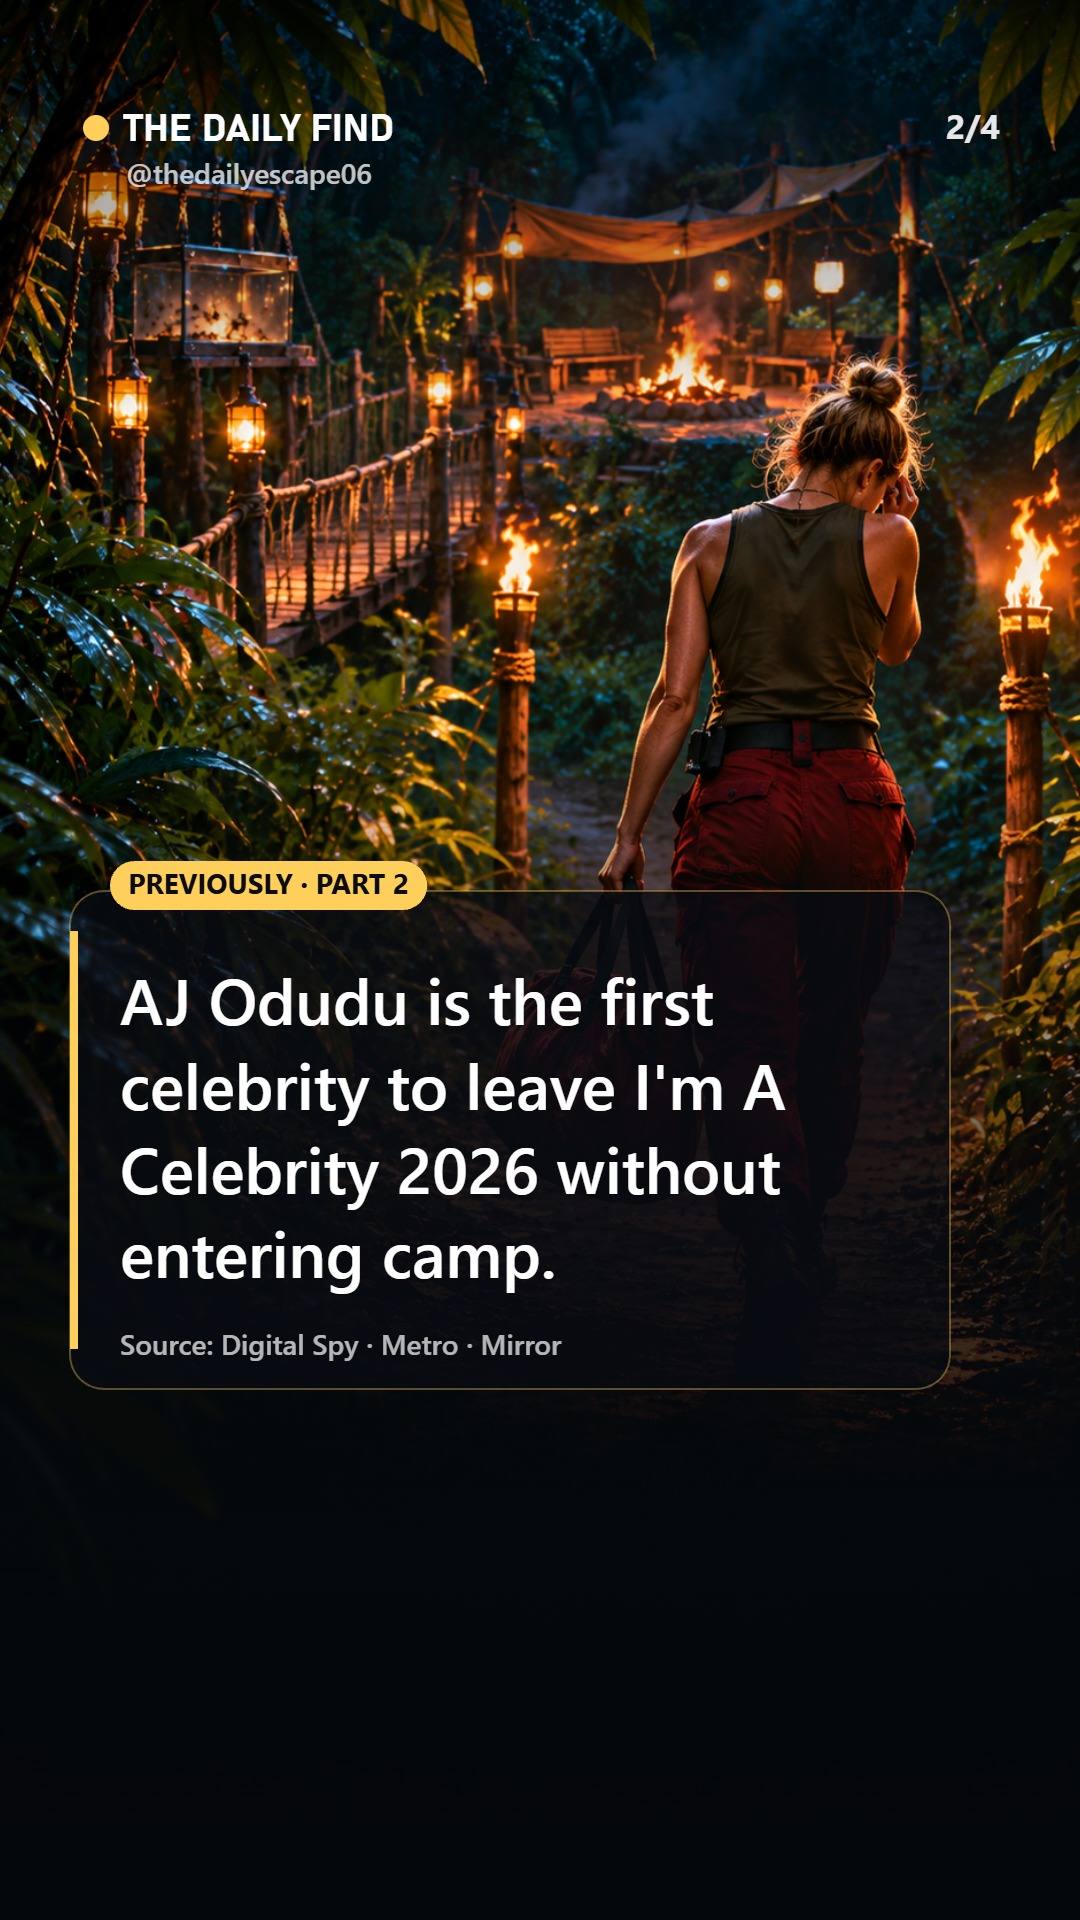 THE DAILY FIND
2/4
@thedailyescape06
PREVIOUSLY · PART 2
AJ Odudu is the first
celebrity to leave I'm A
Celebrity 2026 without
entering camp.
Source: Digital Spy · Metro · Mirror